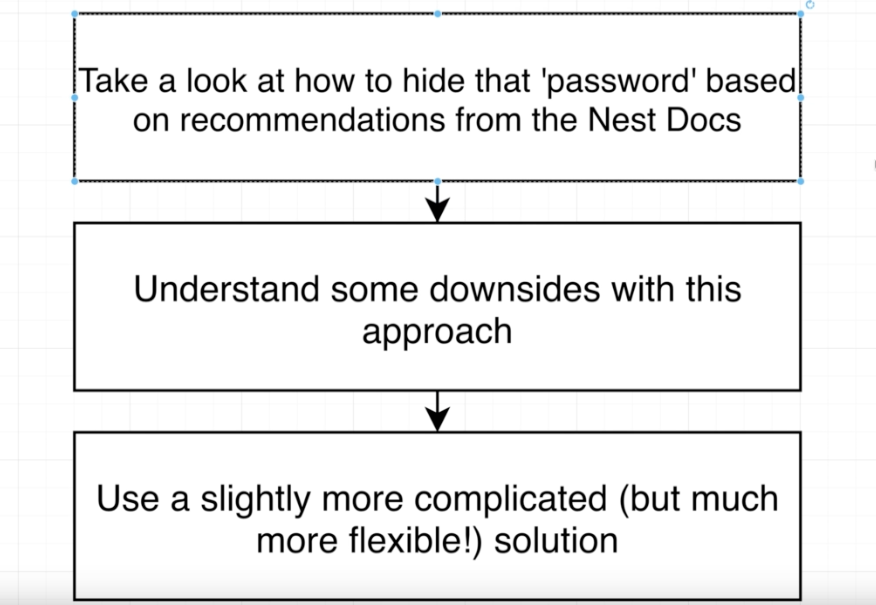 Take a look at how to hide that 'password' based
on recommendations from the Nest Docs
Understand some downsides with this
approach
Use a slightly more complicated (but much
more flexible!) solution